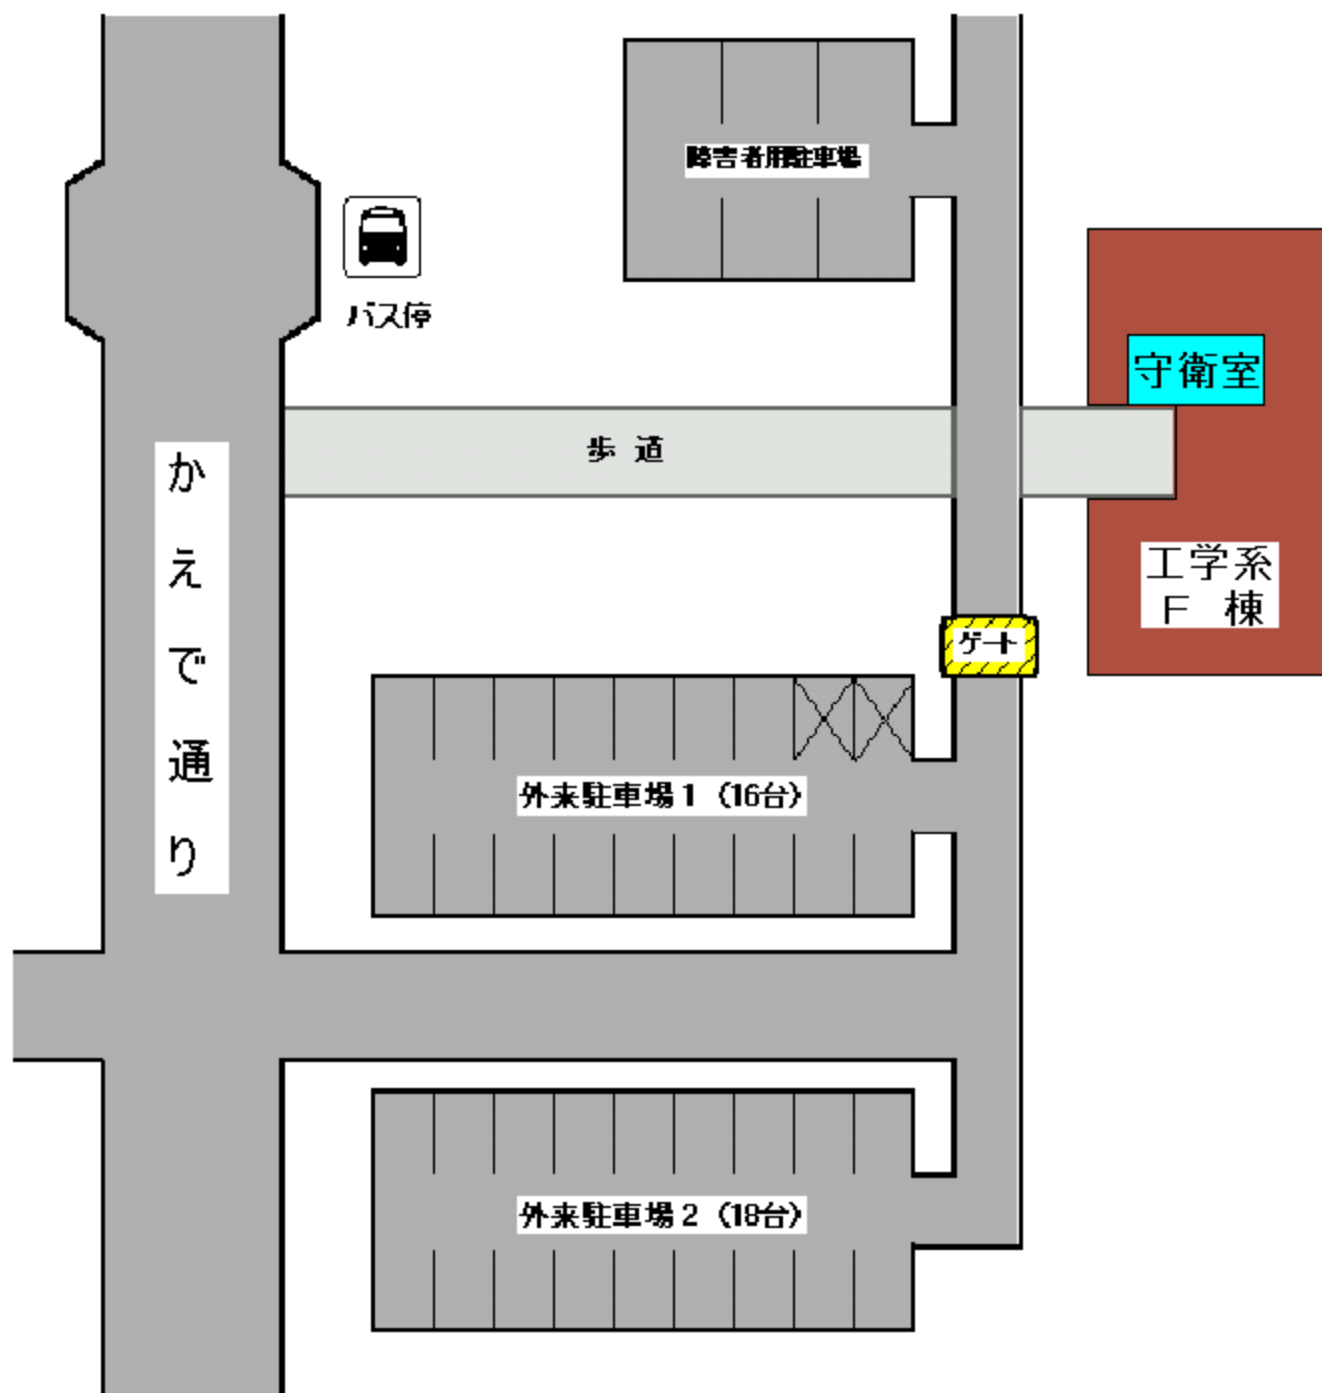 障害者用駐車場
バス停
守衛室
歩道
かえで通り
工学系
F 棟
ゲート
外来駐車場1 (16台)
外来駐車場2 (18台)